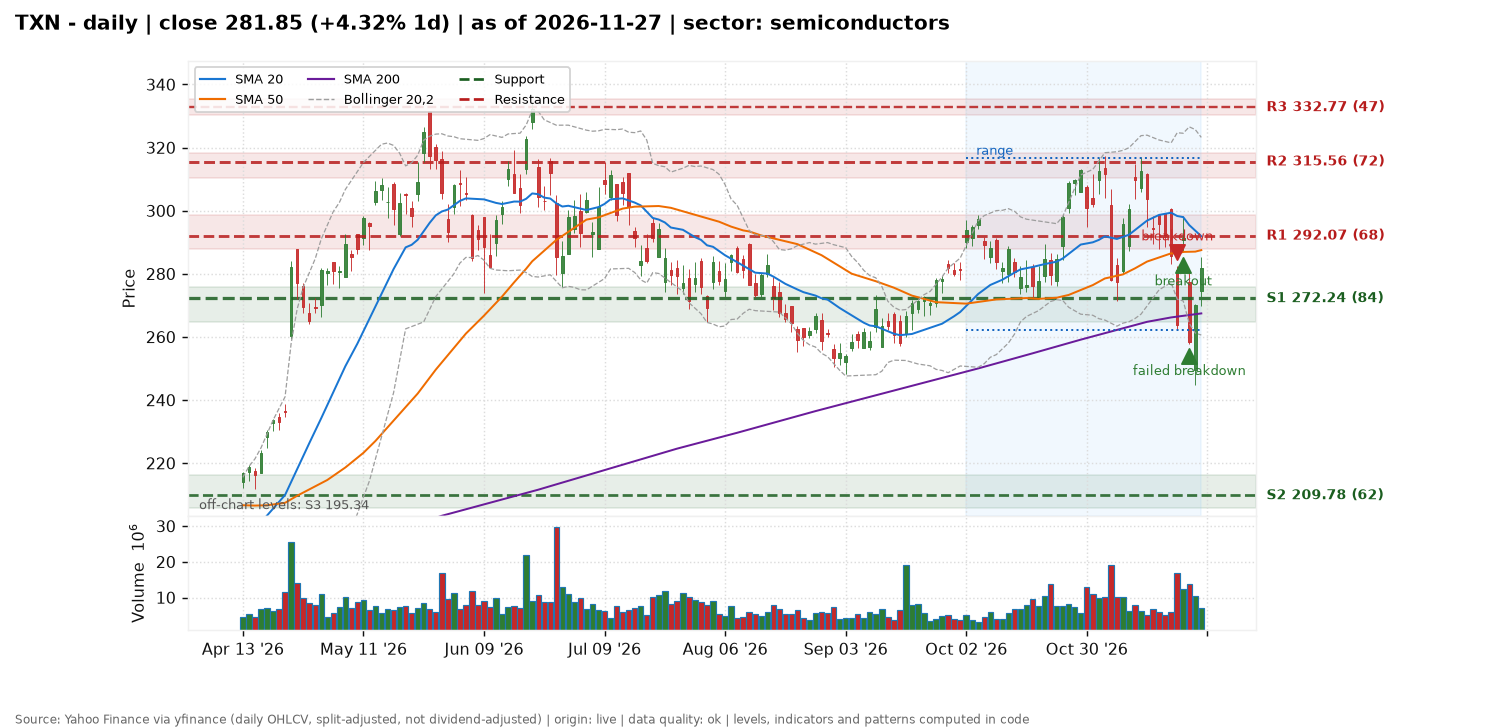 TXN - daily | close 281.85 (+4.32% 1d) | as of 2026-11-27 | sector: semiconductors
SMA 20
SMA 50
SMA 200
Bollinger 20,2
Support
Resistance
Price
340
320
300
280
260
240
220
R3 332.77 (47)
R2 315.56 (72)
R1 292.07 (68)
S1 272.24 (84)
S2 209.78 (62)
range
breakdown
breakout
failed breakdown
off-chart levels: S3 195.34
Volume 10⁶
30
20
10
Apr 13 '26
May 11 '26
Jun 09 '26
Jul 09 '26
Aug 06 '26
Sep 03 '26
Oct 02 '26
Oct 30 '26
Source: Yahoo Finance via yfinance (daily OHLCV, split-adjusted, not dividend-adjusted) | origin: live | data quality: ok | levels, indicators and patterns computed in code